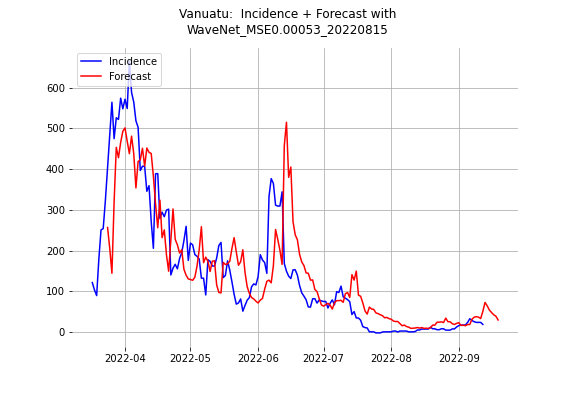 Vanuatu:  Incidence + Forecast with
WaveNet_MSE0.00053_20220815
Incidence
Forecast
600
500
400
300
200
100
0
2022-04 2022-05 2022-06 2022-07 2022-08 2022-09